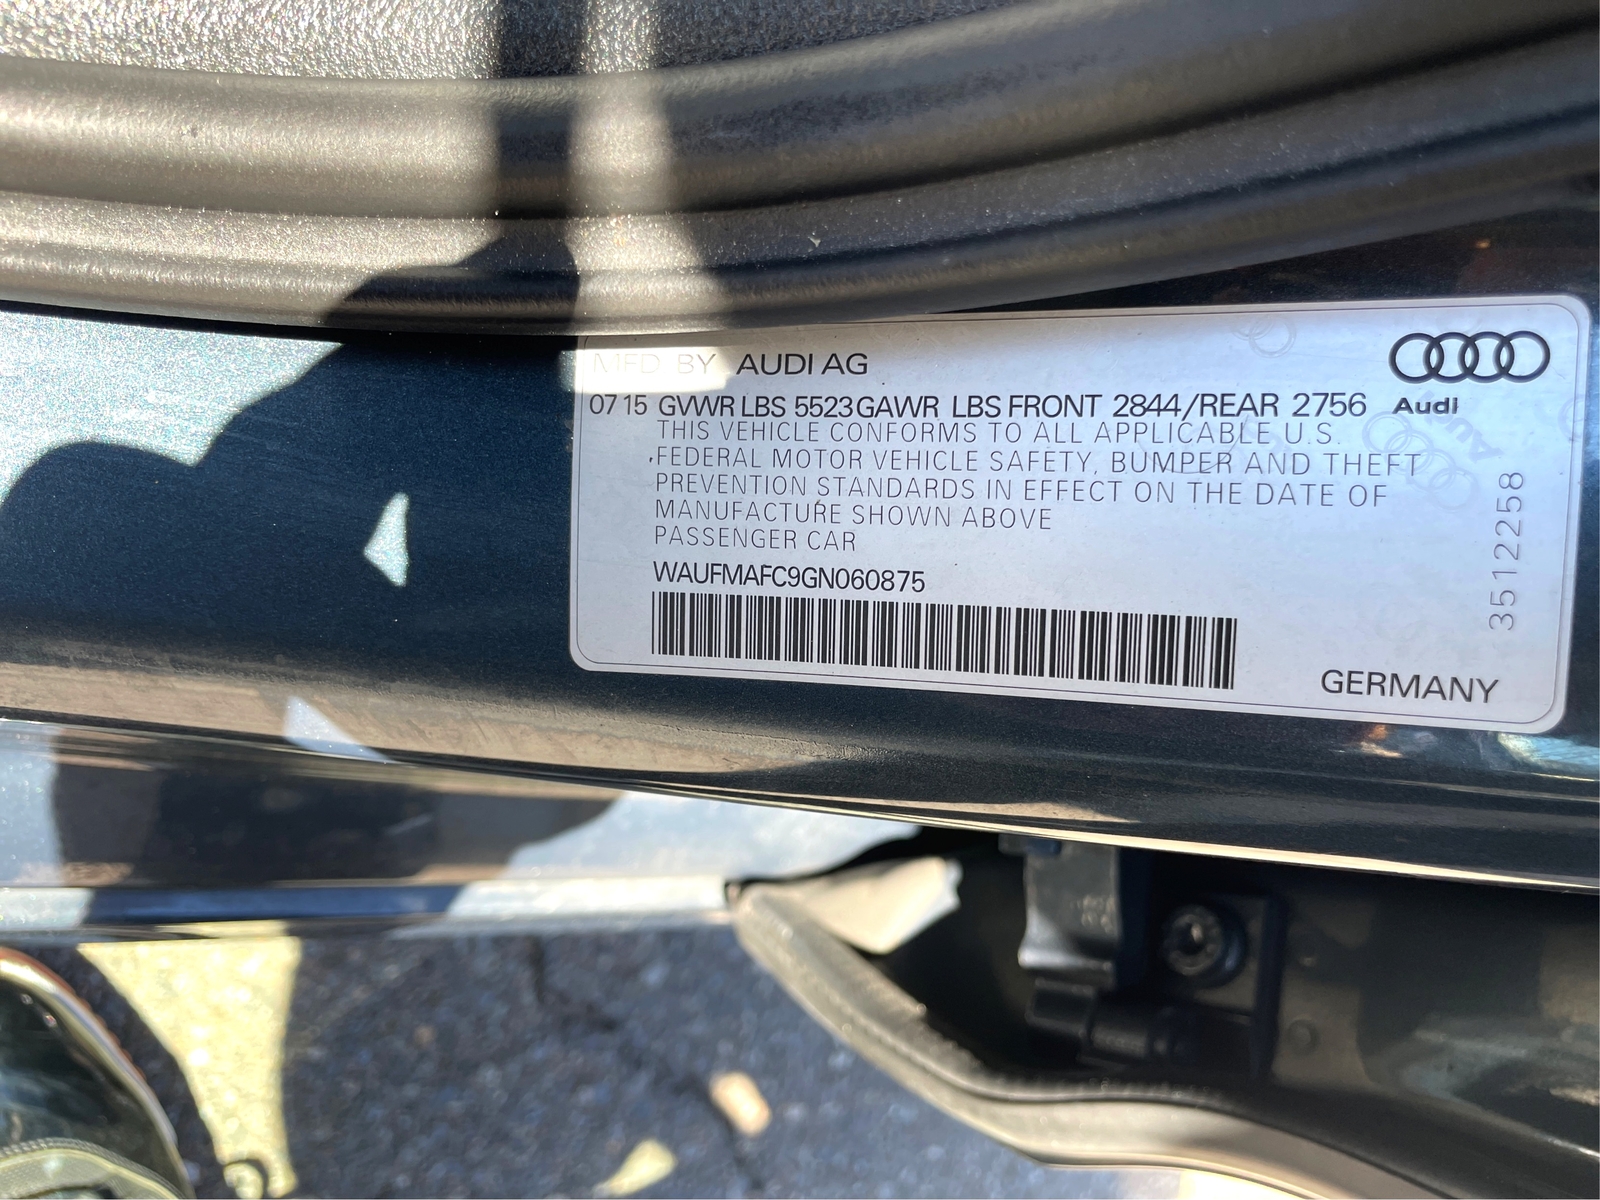 MFD BY AUDI AG
07 15 GVWR LBS 5523 GAWR LBS FRONT 2844/REAR 2756
Audi
THIS VEHICLE CONFORMS TO ALL APPLICABLE U.S.
FEDERAL MOTOR VEHICLE SAFETY, BUMPER AND THEFT
PREVENTION STANDARDS IN EFFECT ON THE DATE OF
MANUFACTURE SHOWN ABOVE
PASSENGER CAR
WAUFMAFC9GN060875
GERMANY
3512258
Audi